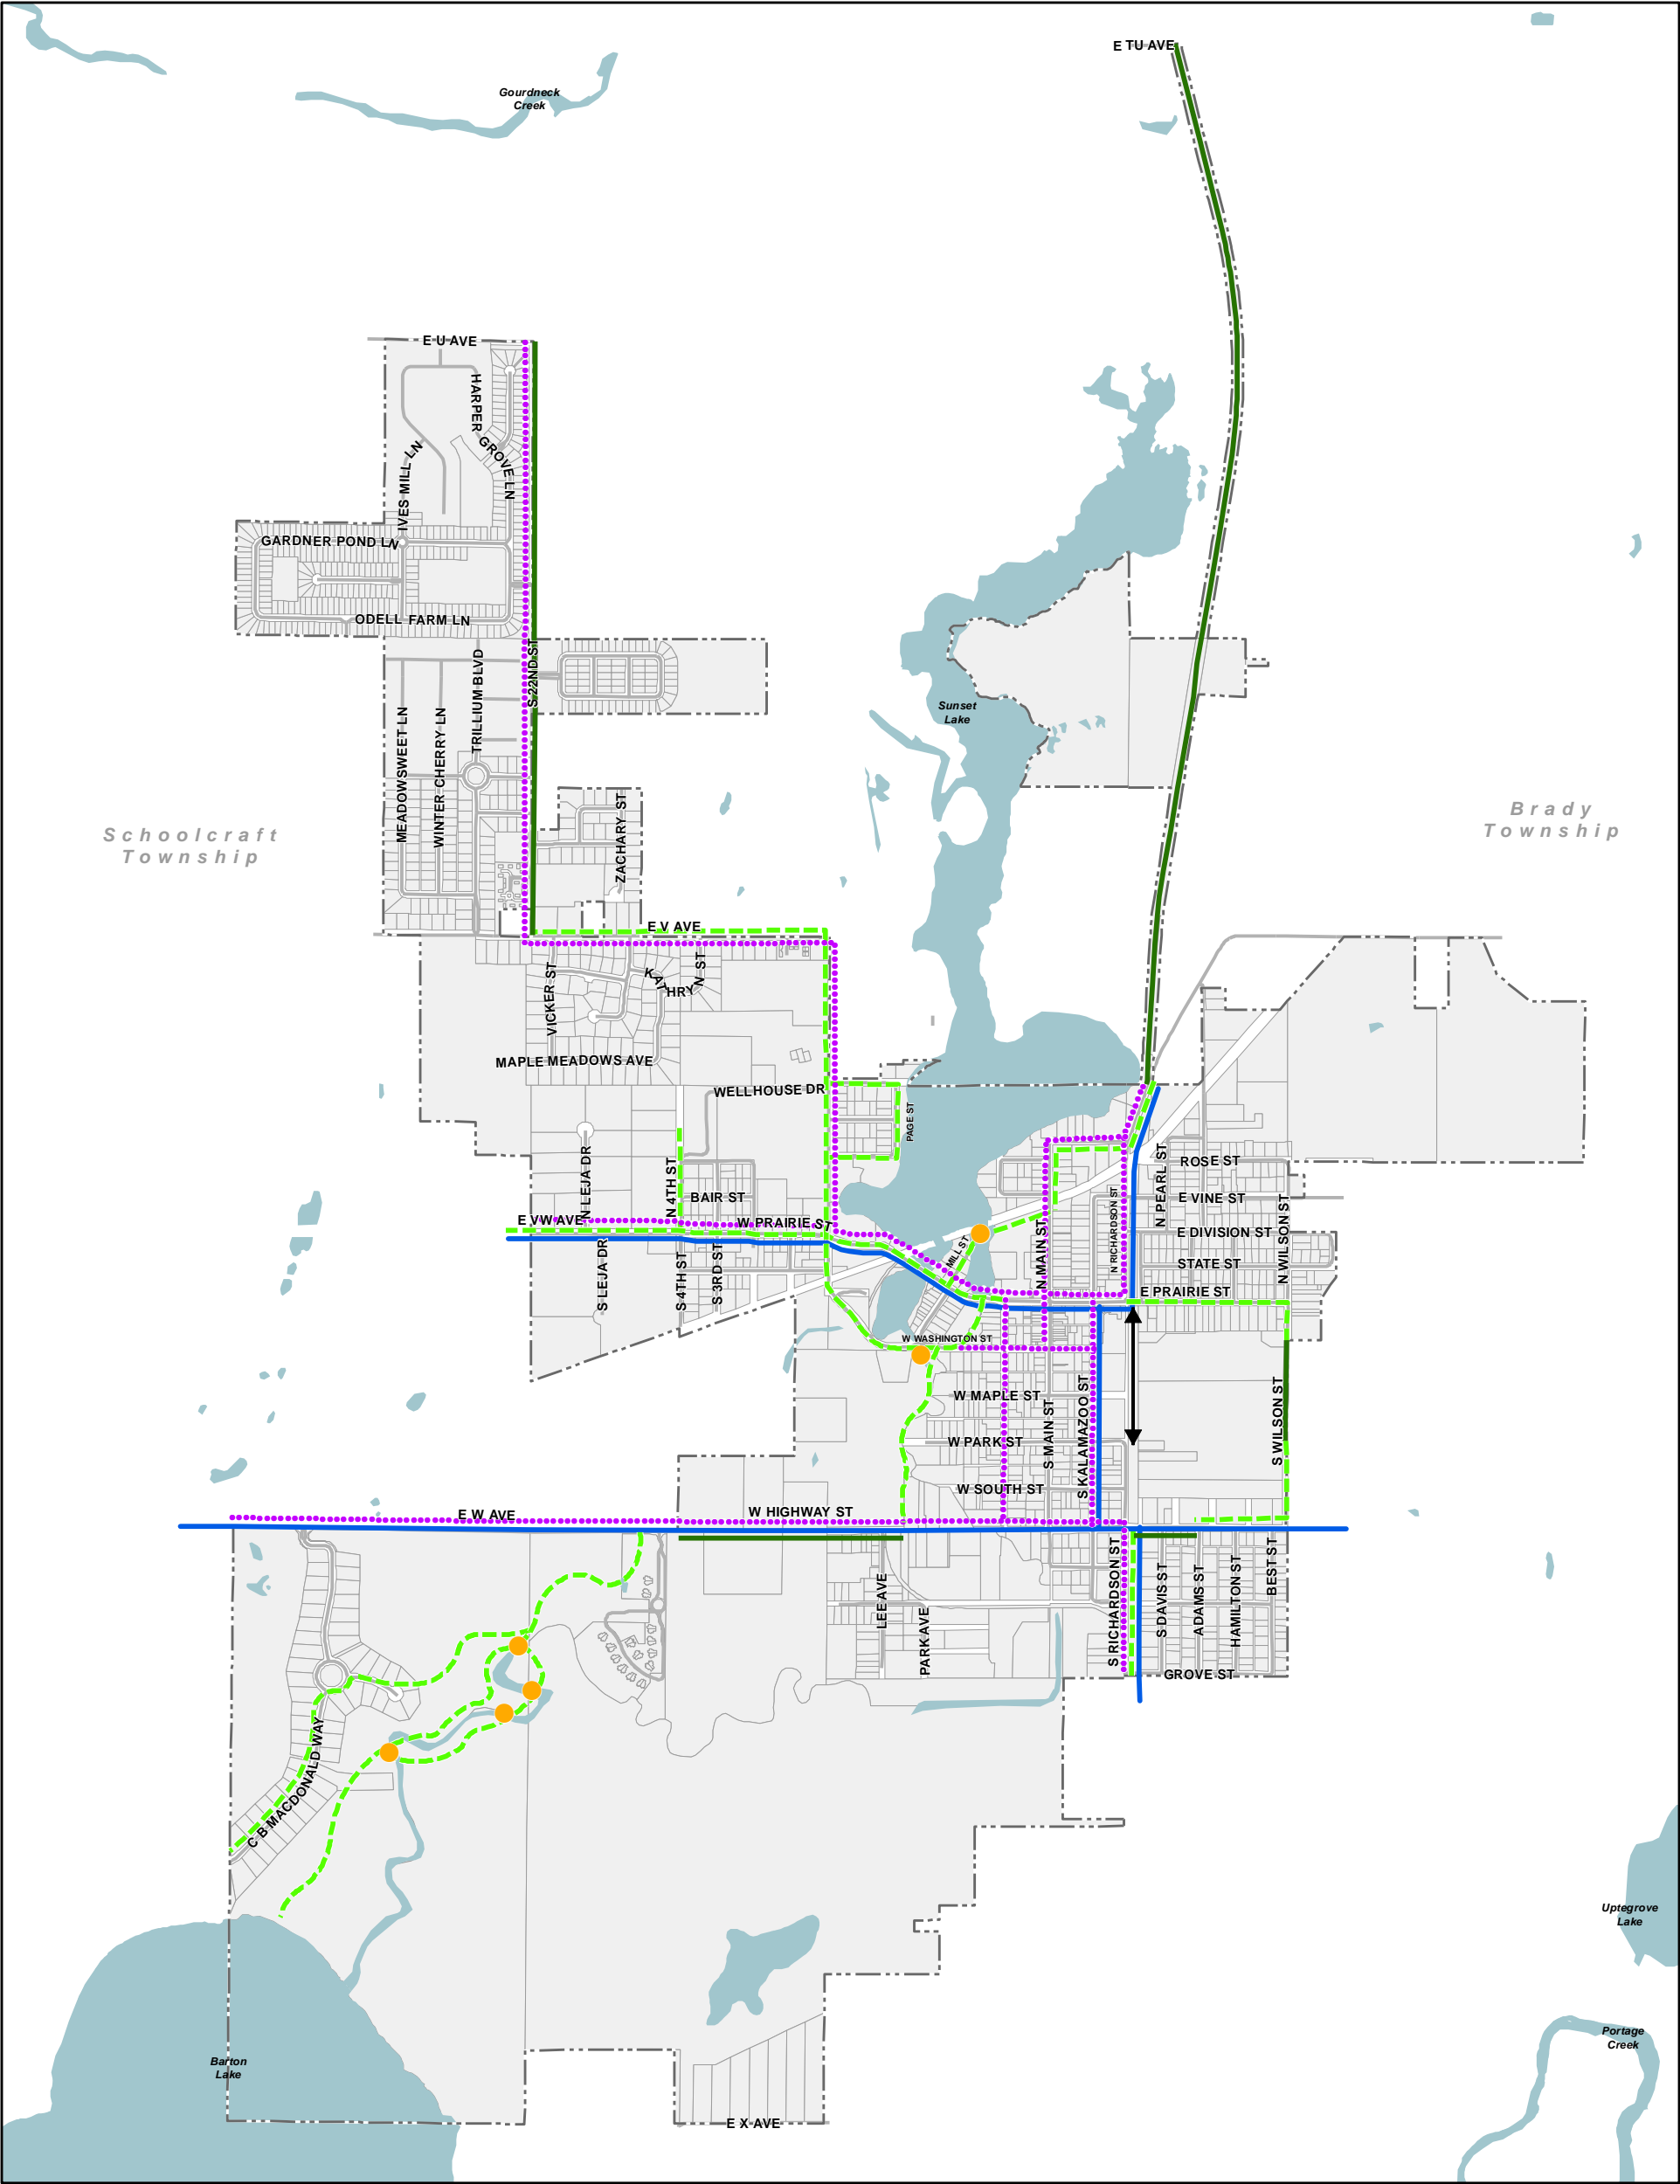 E TU AVE
Gourdneck
Creek
E U AVE
HARPER
GROVE LN
IVES MILL LN
GARDNER POND LN
ODELL FARM LN
S 22ND ST
TRILLIUM BLVD
MEADOWSWEET LN
WINTER CHERRY LN
Sunset
Lake
ZACHARY ST
Schoolcraft
Township
Brady
Township
E V AVE
VICKER ST
KATHRYN ST
MAPLE MEADOWS AVE
WELLHOUSE DR
PAGE ST
N LEJA DR
N 4TH ST
BAIR ST
E VW AVE
W PRAIRIE ST
S LEJA DR
S 4TH ST
S 3RD ST
MILL ST
N MAIN ST
N RICHARDSON ST
N PEARL ST
ROSE ST
E VINE ST
E DIVISION ST
STATE ST
N WILSON ST
E PRAIRIE ST
W WASHINGTON ST
W MAPLE ST
S MAIN ST
S KALAMAZOO ST
W PARK ST
W SOUTH ST
S WILSON ST
E W AVE
W HIGHWAY ST
LEE AVE
PARK AVE
S RICHARDSON ST
S DAVIS ST
ADAMS ST
HAMILTON ST
BEST ST
GROVE ST
C B MACDONALD WAY
Uptegrove
Lake
Portage
Creek
Barton
Lake
E X AVE